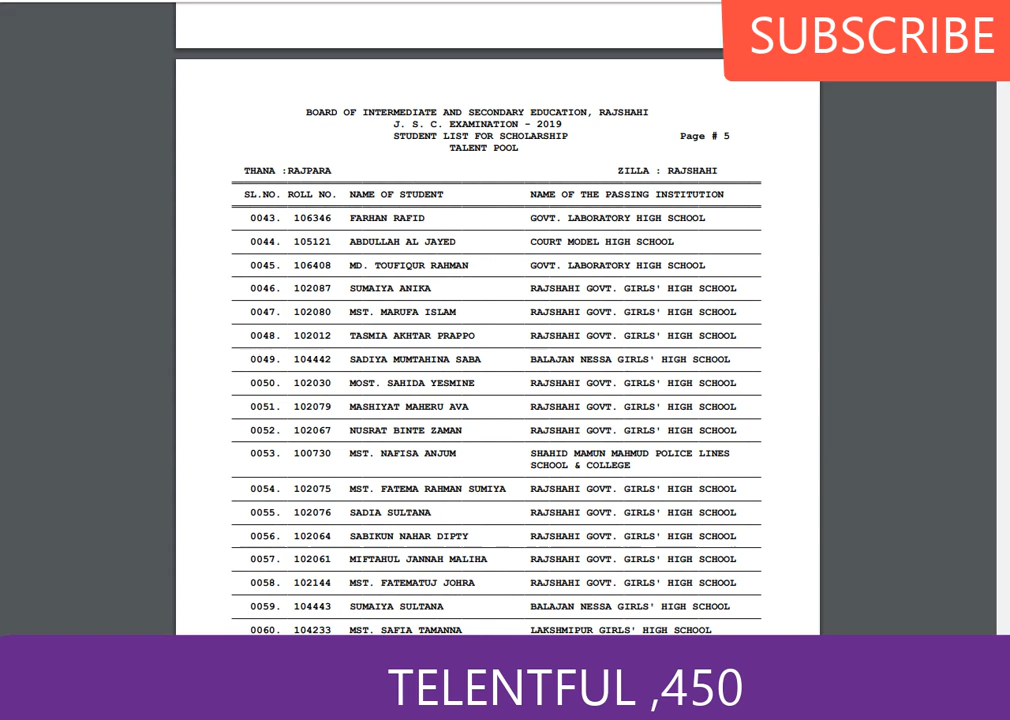 SUBSCRIBE
BOARD OF INTERMEDIATE AND SECONDARY EDUCATION, RAJSHAHI
J. S. C. EXAMINATION - 2019
STUDENT LIST FOR SCHOLARSHIP Page # 5
TALENT POOL
THANA :RAJPARA ZILLA : RAJSHAHI
SL.NO. ROLL NO. NAME OF STUDENT NAME OF THE PASSING INSTITUTION
0043. 106346 FARHAN RAFID GOVT. LABORATORY HIGH SCHOOL
0044. 105121 ABDULLAH AL JAYED COURT MODEL HIGH SCHOOL
0045. 106408 MD. TOUFIQUR RAHMAN GOVT. LABORATORY HIGH SCHOOL
0046. 102087 SUMAIYA ANIKA RAJSHAHI GOVT. GIRLS' HIGH SCHOOL
0047. 102080 MST. MARUFA ISLAM RAJSHAHI GOVT. GIRLS' HIGH SCHOOL
0048. 102012 TASMIA AKHTAR PRAPPO RAJSHAHI GOVT. GIRLS' HIGH SCHOOL
0049. 104442 SADIYA MUMTAHINA SABA BALAJAN NESSA GIRLS' HIGH SCHOOL
0050. 102030 MOST. SAHIDA YESMINE RAJSHAHI GOVT. GIRLS' HIGH SCHOOL
0051. 102079 MASHIYAT MAHERU AVA RAJSHAHI GOVT. GIRLS' HIGH SCHOOL
0052. 102067 NUSRAT BINTE ZAMAN RAJSHAHI GOVT. GIRLS' HIGH SCHOOL
0053. 100730 MST. NAFISA ANJUM SHAHID MAMUN MAHMUD POLICE LINES
SCHOOL & COLLEGE
0054. 102075 MST. FATEMA RAHMAN SUMIYA RAJSHAHI GOVT. GIRLS' HIGH SCHOOL
0055. 102076 SADIA SULTANA RAJSHAHI GOVT. GIRLS' HIGH SCHOOL
0056. 102064 SABIKUN NAHAR DIPTY RAJSHAHI GOVT. GIRLS' HIGH SCHOOL
0057. 102061 MIFTAHUL JANNAH MALIHA RAJSHAHI GOVT. GIRLS' HIGH SCHOOL
0058. 102144 MST. FATEMATUJ JOHRA RAJSHAHI GOVT. GIRLS' HIGH SCHOOL
0059. 104443 SUMAIYA SULTANA BALAJAN NESSA GIRLS' HIGH SCHOOL
0060. 104233 MST. SAFIA TAMANNA LAKSHMIPUR GIRLS' HIGH SCHOOL
TELENTFUL ,450